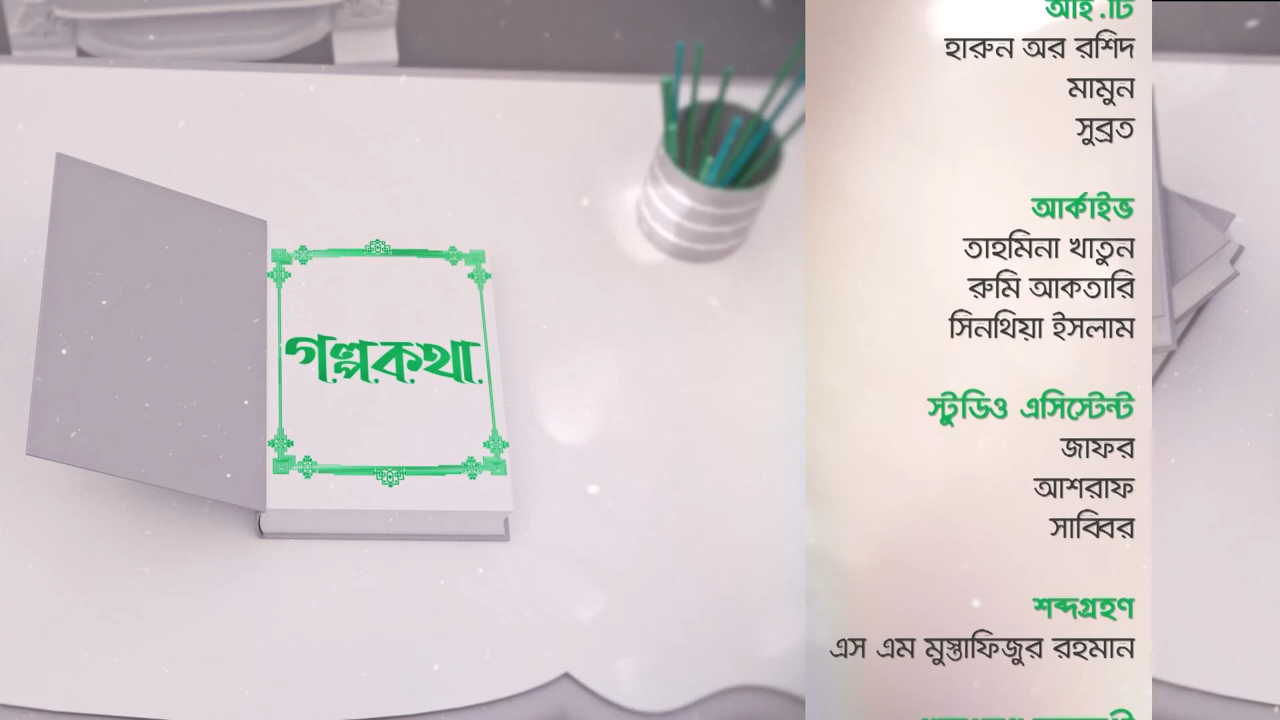 গল্পকথা
আই.টি
হারুন অর রশিদ
মামুন
সুব্রত
আর্কাইভ
তাহমিনা খাতুন
রুমি আকতারি
সিনথিয়া ইসলাম
স্টুডিও এসিস্টেন্ট
জাফর
আশরাফ
সাব্বির
শব্দগ্রহণ
এস এম মুস্তাফিজুর রহমান